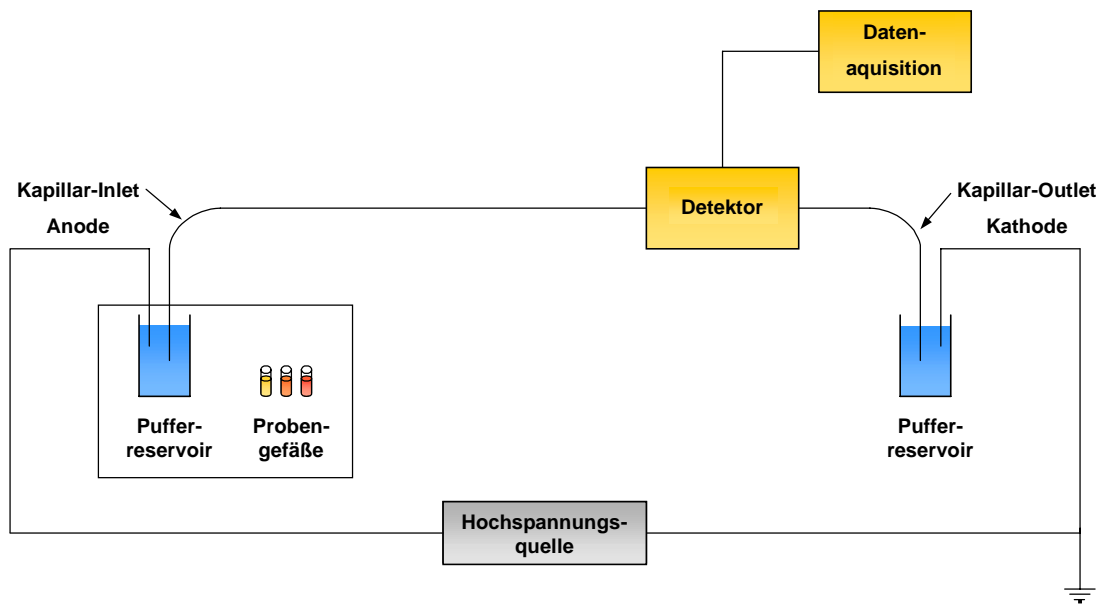 Daten-
aquisition
Kapillar-Inlet
Anode
Detektor
Kapillar-Outlet
Kathode
Puffer-
reservoir
Proben-
gefäße
Puffer-
reservoir
Hochspannungs-
quelle